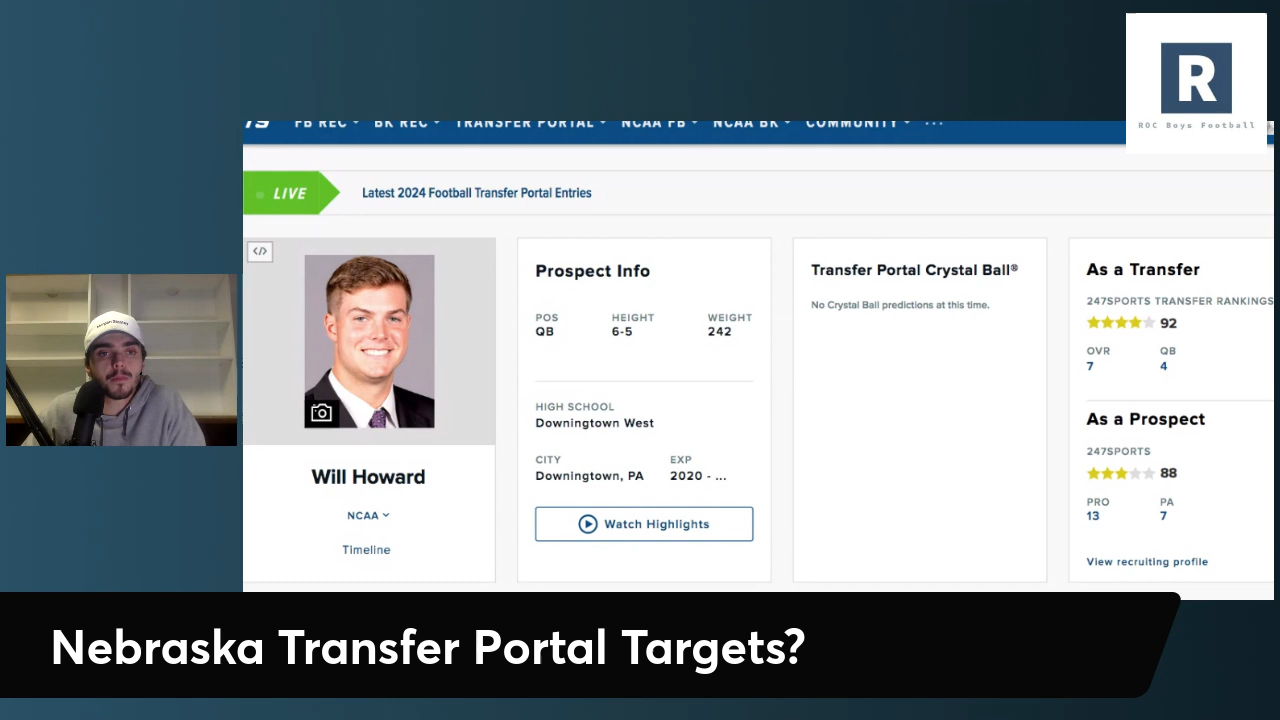 R
ROC Boys Football
FB REC BK REC TRANSFER PORTAL NCAA FB NCAA BK COMMUNITY ...
LIVE
Latest 2024 Football Transfer Portal Entries
</>
Will Howard
NCAA
Timeline
Prospect Info
POS HEIGHT WEIGHT
QB 6-5 242
HIGH SCHOOL
Downingtown West
CITY EXP
Downingtown, PA 2020 - ...
Watch Highlights
Transfer Portal Crystal Ball®
No Crystal Ball predictions at this time.
As a Transfer
247SPORTS TRANSFER RANKINGS
92
OVR QB
7 4
As a Prospect
247SPORTS
88
PRO PA
13 7
View recruiting profile
Nebraska Transfer Portal Targets?